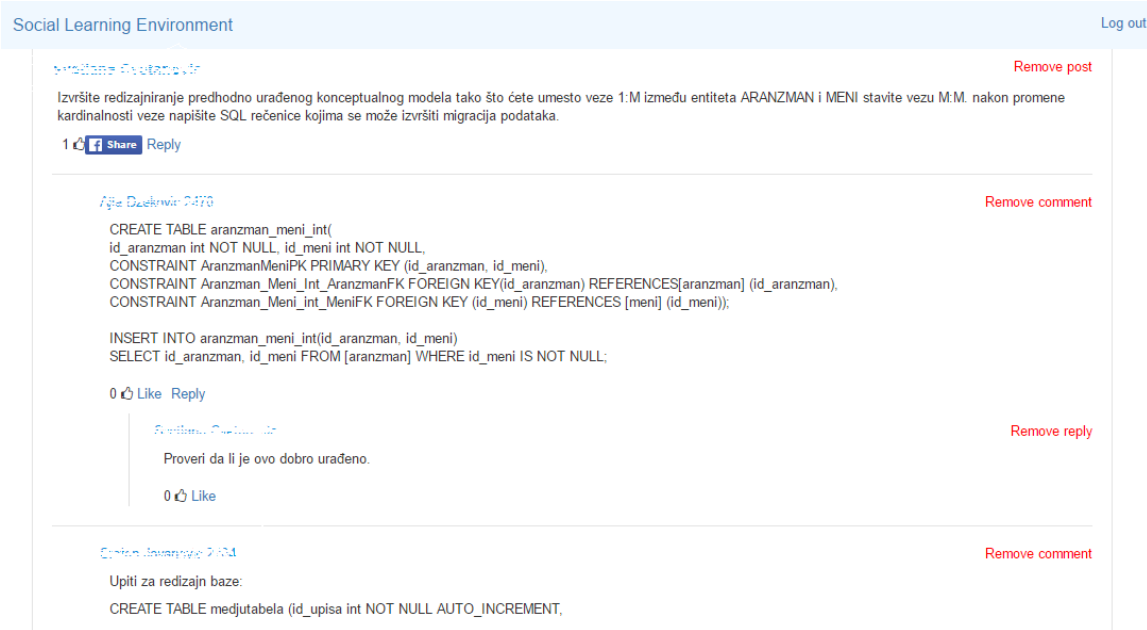 Social Learning Environment
Log out
Remove post
Izvršite redizajniranje predhodno urađenog konceptualnog modela tako što ćete umesto veze 1:M između entiteta ARANZMAN i MENI stavite vezu M:M. nakon promene
kardinalnosti veze napišite SQL rečenice kojima se može izvršiti migracija podataka.
1 Share Reply
Remove comment
CREATE TABLE aranzman_meni_int(
id_aranzman int NOT NULL, id_meni int NOT NULL,
CONSTRAINT AranzmanMeniPK PRIMARY KEY (id_aranzman, id_meni),
CONSTRAINT Aranzman_Meni_Int_AranzmanFK FOREIGN KEY(id_aranzman) REFERENCES[aranzman] (id_aranzman),
CONSTRAINT Aranzman_Meni_int_MeniFK FOREIGN KEY (id_meni) REFERENCES [meni] (id_meni));
INSERT INTO aranzman_meni_int(id_aranzman, id_meni)
SELECT id_aranzman, id_meni FROM [aranzman] WHERE id_meni IS NOT NULL;
0 Like Reply
Remove reply
Proveri da li je ovo dobro urađeno.
0 Like
Remove comment
Upiti za redizajn baze:
CREATE TABLE medjutabela (id_upisa int NOT NULL AUTO_INCREMENT,